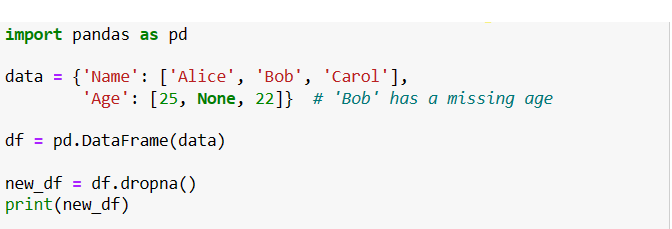 import pandas as pd
data = {'Name': ['Alice', 'Bob', 'Carol'],
'Age': [25, None, 22]}  # 'Bob' has a missing age
df = pd.DataFrame(data)
new_df = df.dropna()
print(new_df)